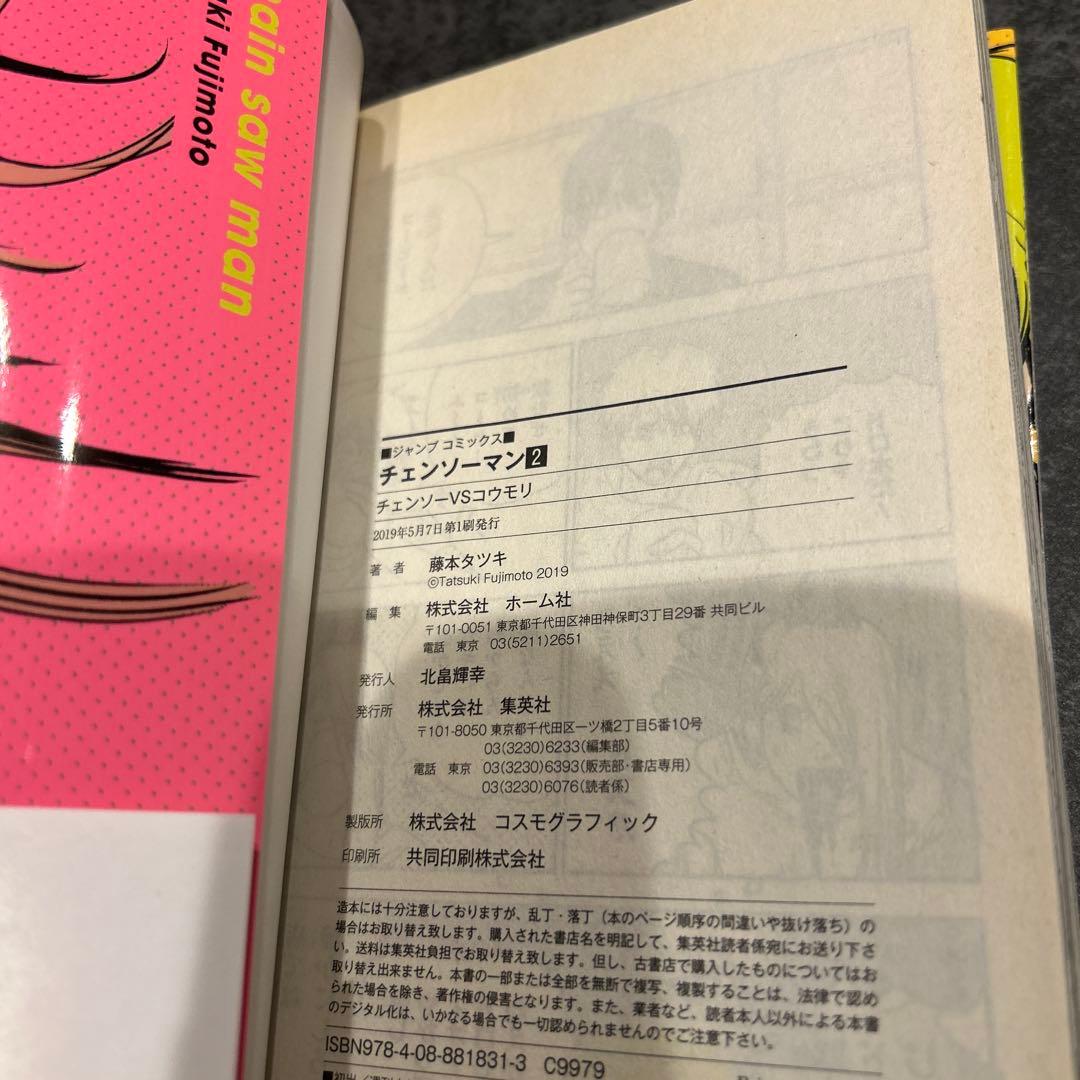 ain saw man
ki Fujimoto
■ジャンプ コミックス■
チェンソーマン2
チェンソーVSコウモリ
2019年5月7日第1刷発行
著 者 藤本タツキ
©Tatsuki Fujimoto 2019
編 集 株式会社 ホーム社
〒101-0051 東京都千代田区神田神保町3丁目29番 共同ビル
電話 東京 03(5211)2651
発行人 北畠輝幸
発行所 株式会社 集英社
〒101-8050 東京都千代田区一ツ橋2丁目5番10号
03(3230)6233(編集部)
電話 東京 03(3230)6393(販売部・書店専用)
03(3230)6076(読者係)
製版所 株式会社 コスモグラフィック
印刷所 共同印刷株式会社
造本には十分注意しておりますが、乱丁・落丁（本のページ順序の間違いや抜け落ち）の
場合はお取り替え致します。購入された書店名を明記して、集英社読者係宛にお送り下さ
い。送料は集英社負担でお取り替え致します。但し、古書店で購入したものについてはお
取り替え出来ません。本書の一部または全部を無断で複写、複製することは、法律で認め
られた場合を除き、著作権の侵害となります。また、業者など、読者本人以外による本書
のデジタル化は、いかなる場合でも一切認められませんのでご注意下さい。
ISBN978-4-08-881831-3 C9979